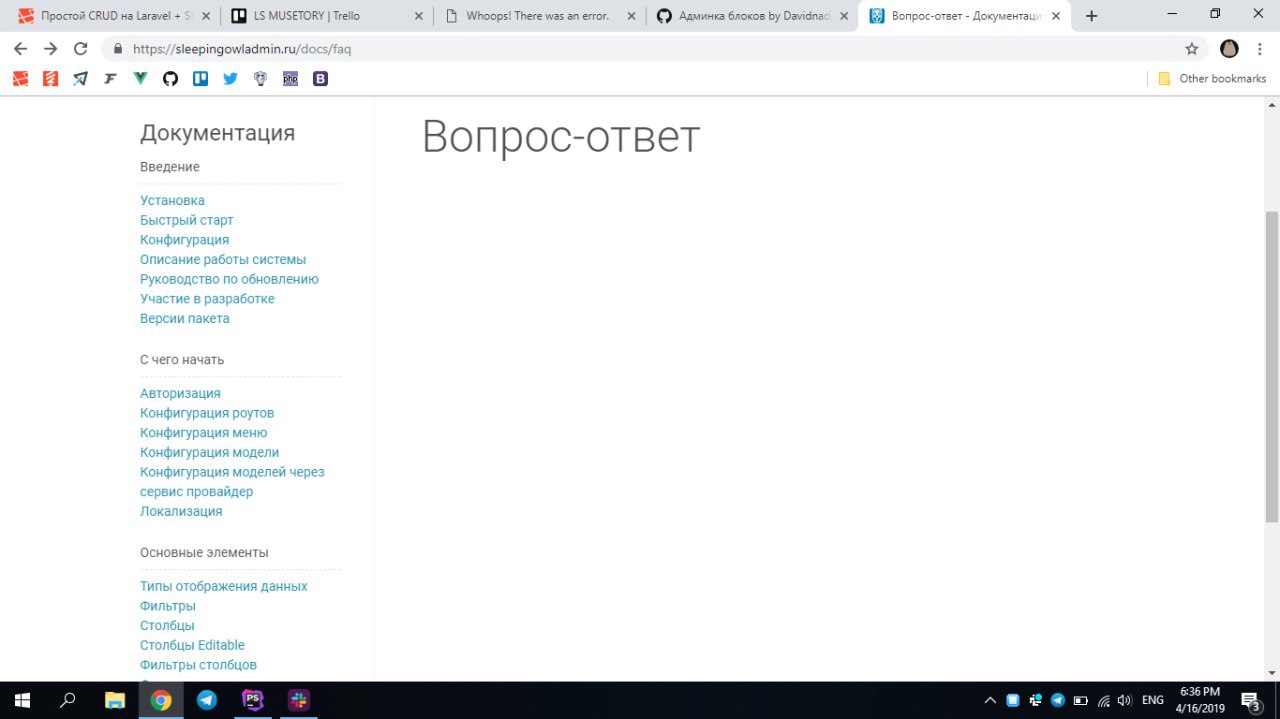 Простой CRUD на Laravel + Sl
LS MUSETORY | Trello
Whoops! There was an error.
Админка блоков by Davidnad
Вопрос-ответ - Документаци
https://sleepingowladmin.ru/docs/faq
php
B
Other bookmarks
Вопрос-ответ
Документация
Введение
Установка
Быстрый старт
Конфигурация
Описание работы системы
Руководство по обновлению
Участие в разработке
Версии пакета
С чего начать
Авторизация
Конфигурация роутов
Конфигурация меню
Конфигурация модели
Конфигурация моделей через
сервис провайдер
Локализация
Основные элементы
Типы отображения данных
Фильтры
Столбцы
Столбцы Editable
Фильтры столбцов
PS
ENG
6:36 PM
4/16/2019
3